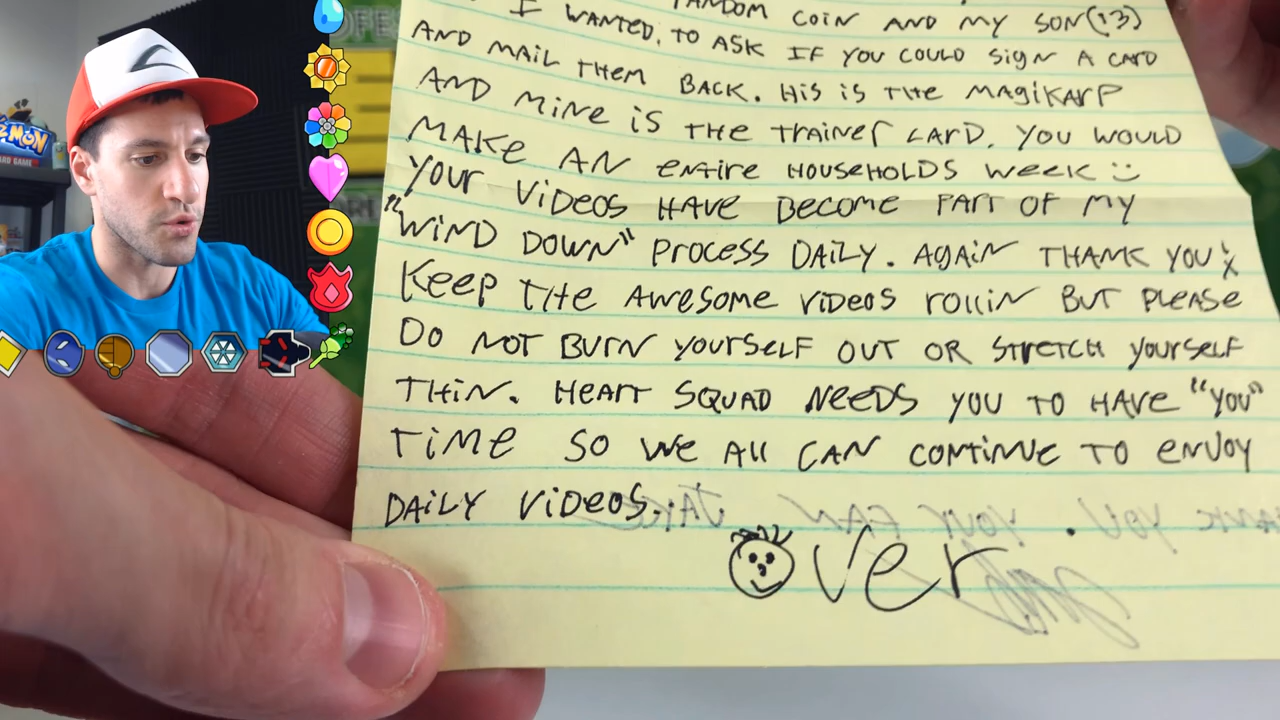 I WANTED, TO ASK IF YOU COULD SIGN A CARD
RANDOM COIN AND MY SON (13)
AND MAIL THEM BACK. HIS IS THE MAGIKARP
AND MINE IS THE TRAINER CARD. YOU WOULD
MAKE AN ENTIRE HOUSEHOLDS WEEK
YOUR VIDEOS HAVE BECOME PART OF MY
"WIND DOWN" PROCESS DAILY. AGAIN THANK YOU
KEEP THE AWESOME VIDEOS ROLLIN BUT PLEASE
DO NOT BURN YOURSELF OUT OR STRETCH YOURSELF
THIN. HEART SQUAD NEEDS YOU TO HAVE "YOU"
TIME SO WE ALL CAN CONTINUE TO ENJOY
DAILY VIDEOS.
OVer